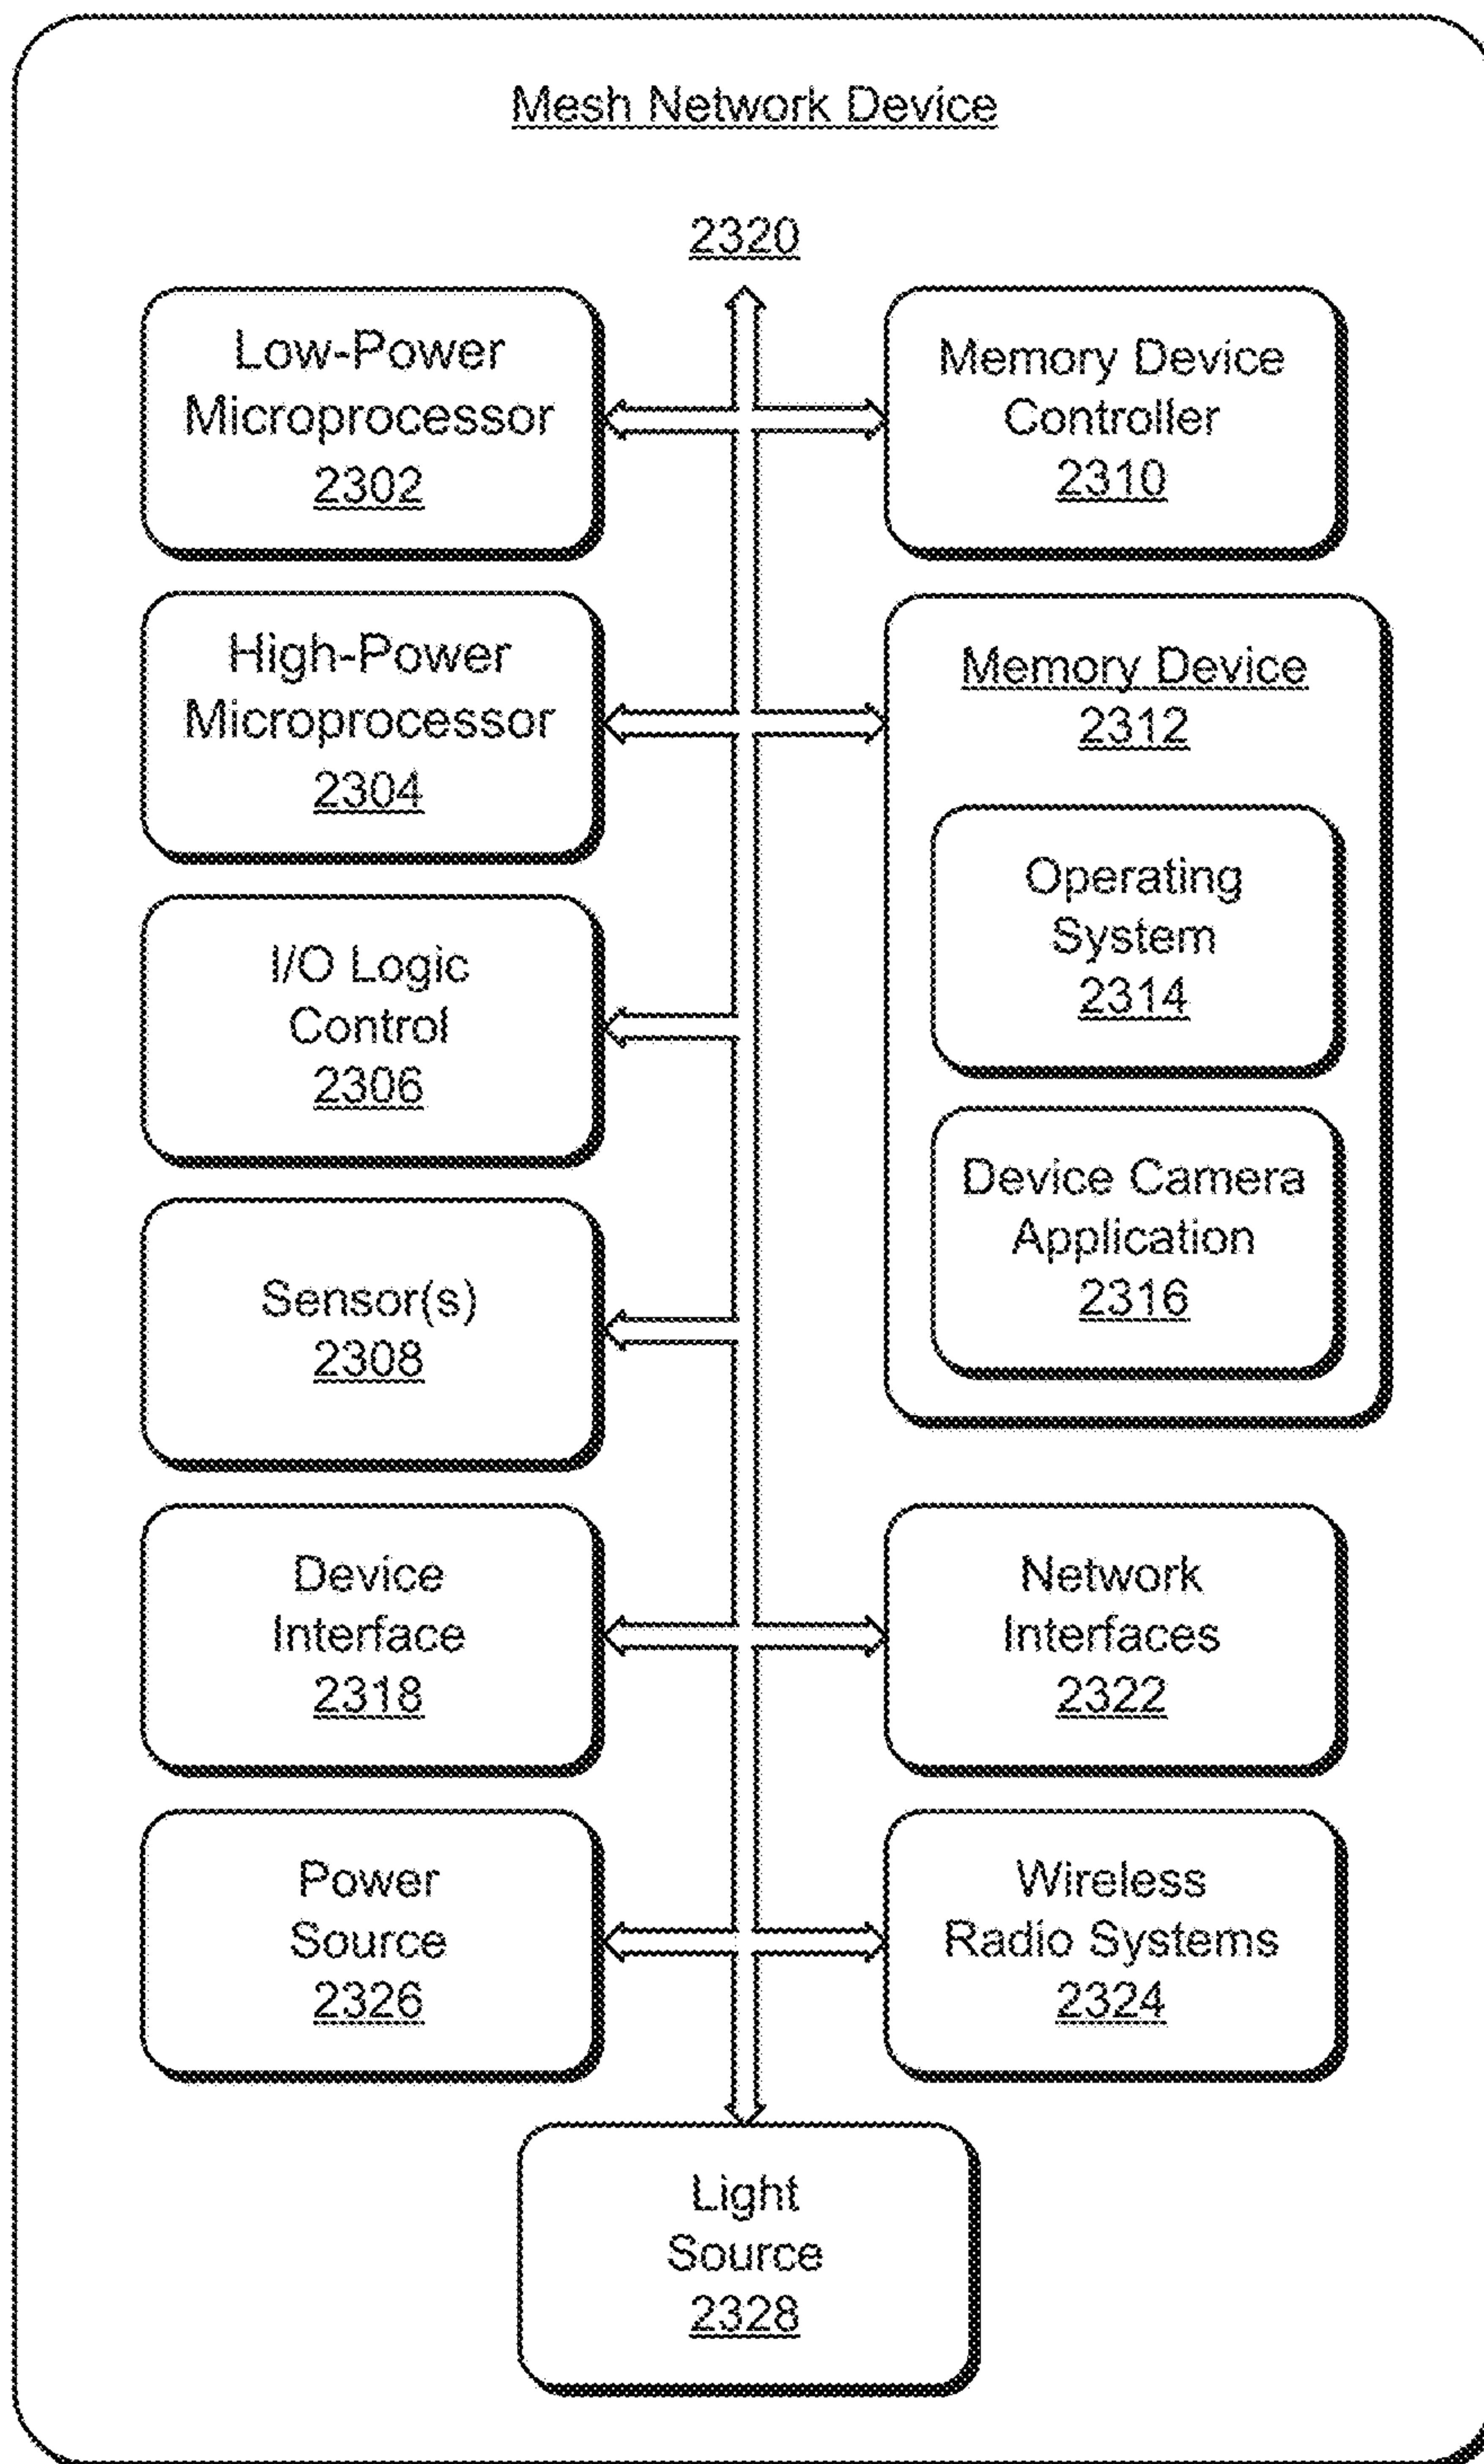 Mesh Network Device
2320
Low-Power
Microprocessor
2302
Memory Device
Controller
2310
High-Power
Microprocessor
2304
Memory Device
2312
Operating
System
2314
I/O Logic
Control
2306
Device Camera
Application
2316
Sensor(s)
2308
Device
Interface
2318
Network
Interfaces
2322
Power
Source
2326
Wireless
Radio Systems
2324
Light
Source
2328